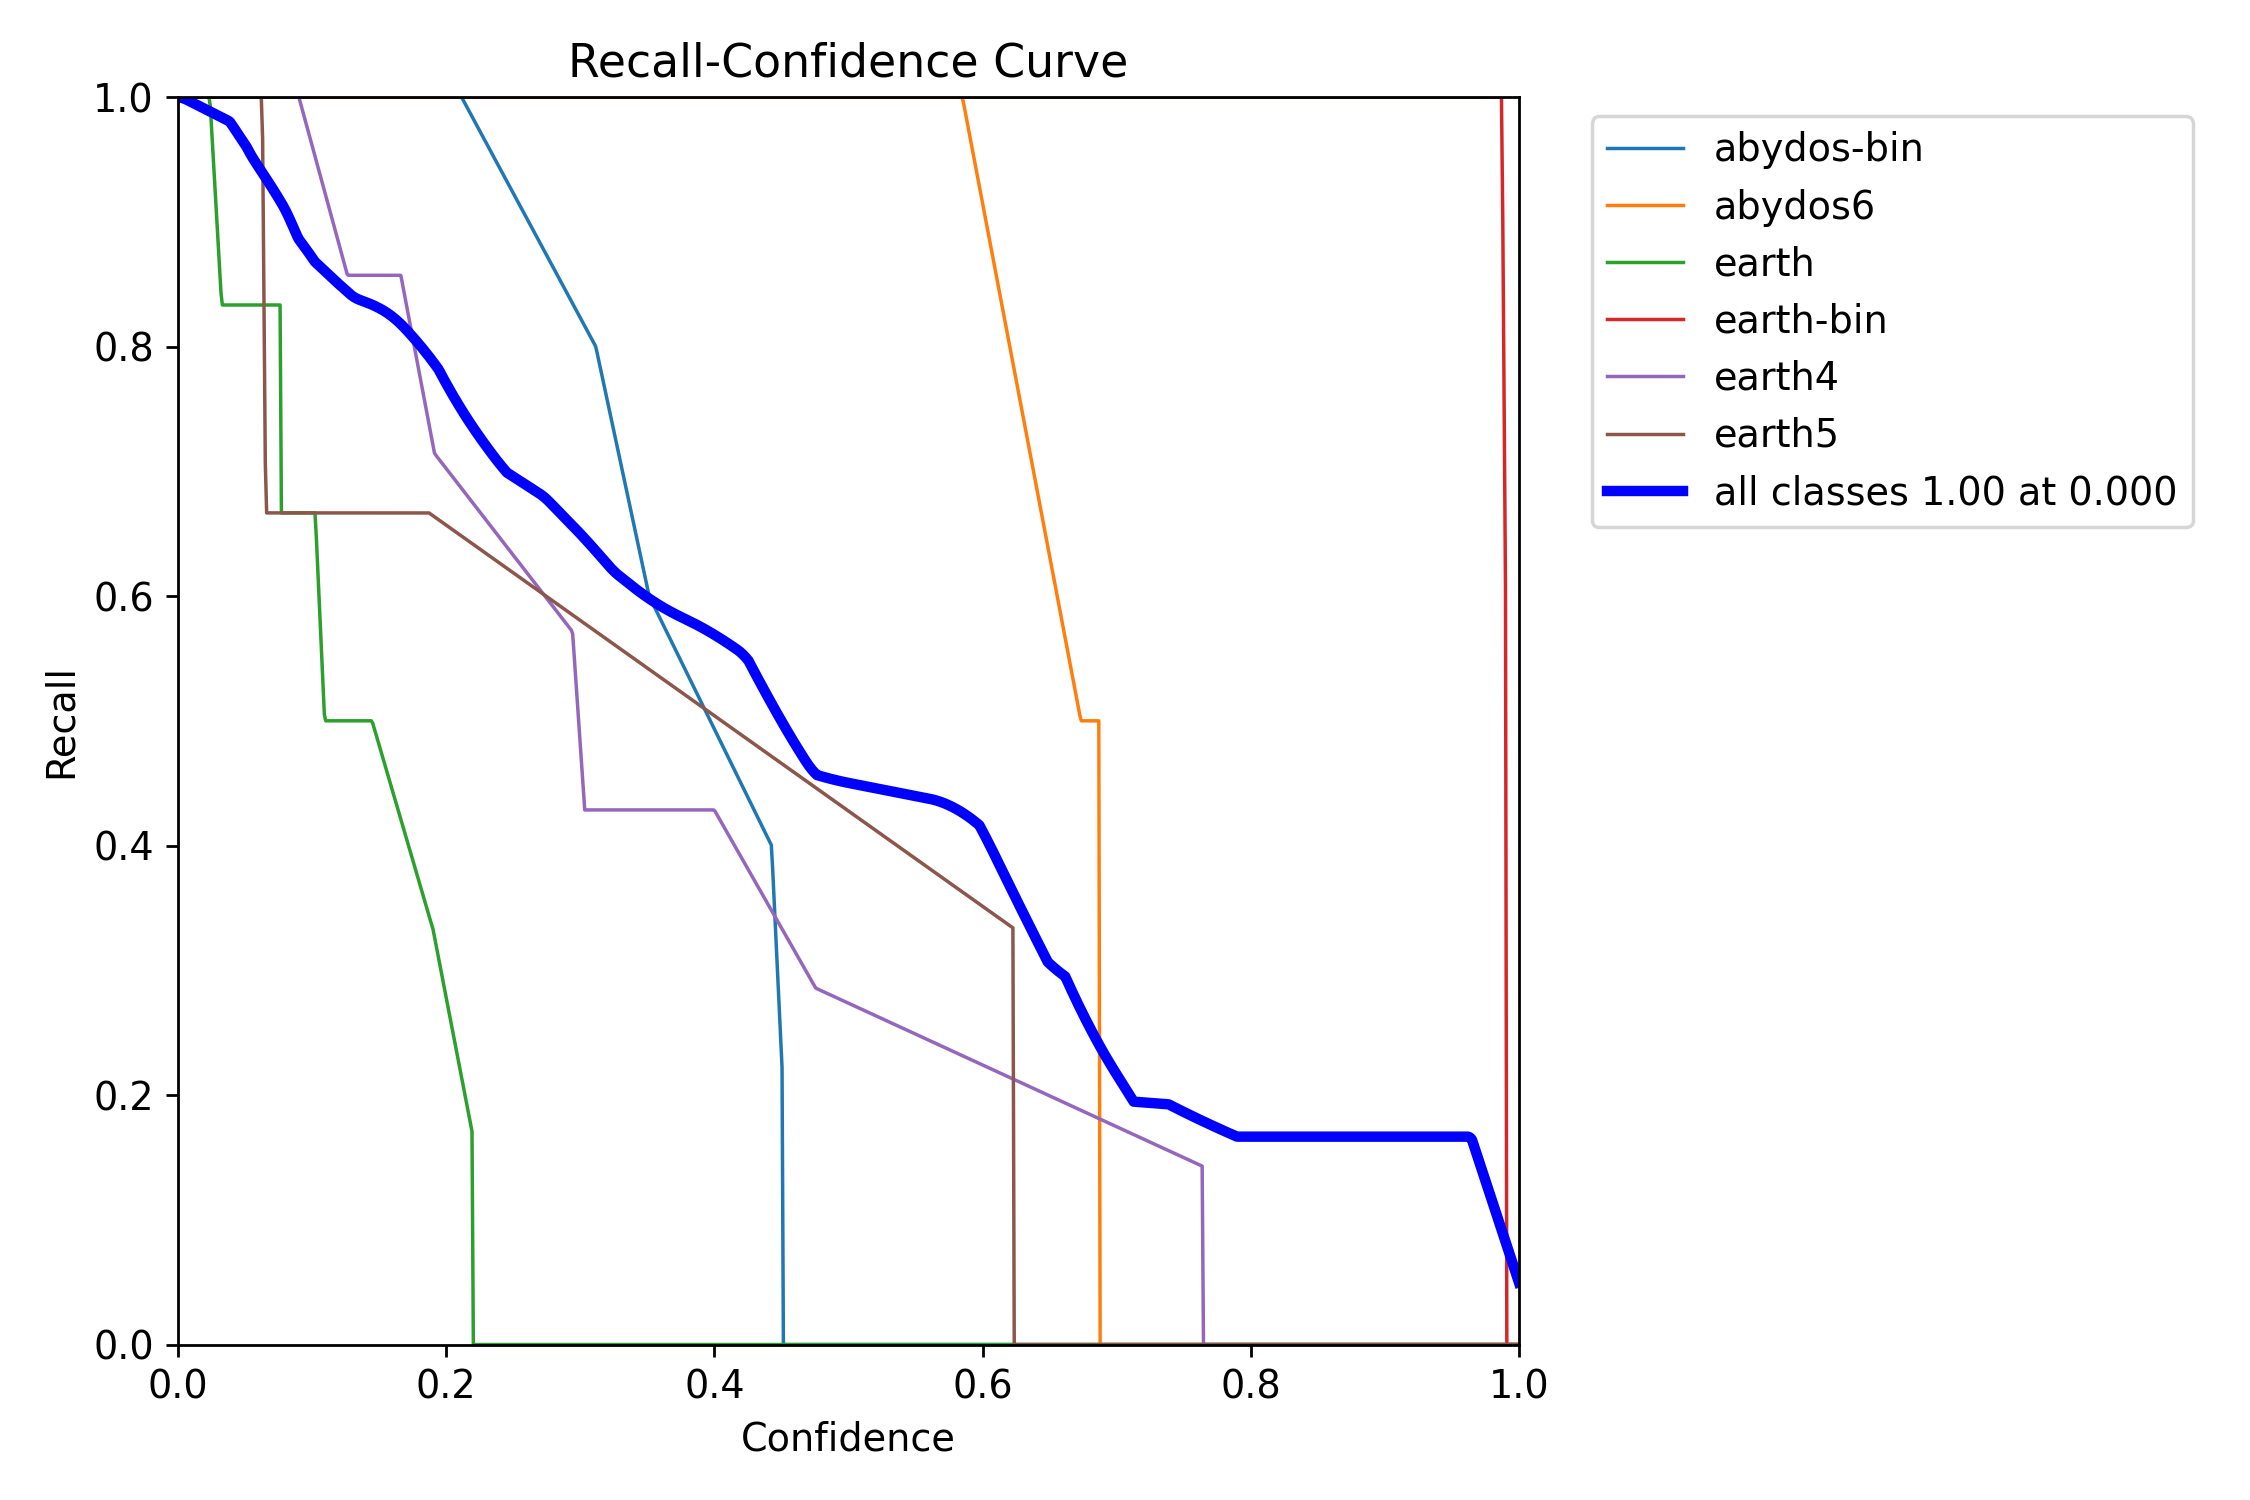 Recall-Confidence Curve
1.0
0.8
0.6
0.4
0.2
0.0
Recall
0.0 0.2 0.4 0.6 0.8 1.0
Confidence
abydos-bin
abydos6
earth
earth-bin
earth4
earth5
all classes 1.00 at 0.000